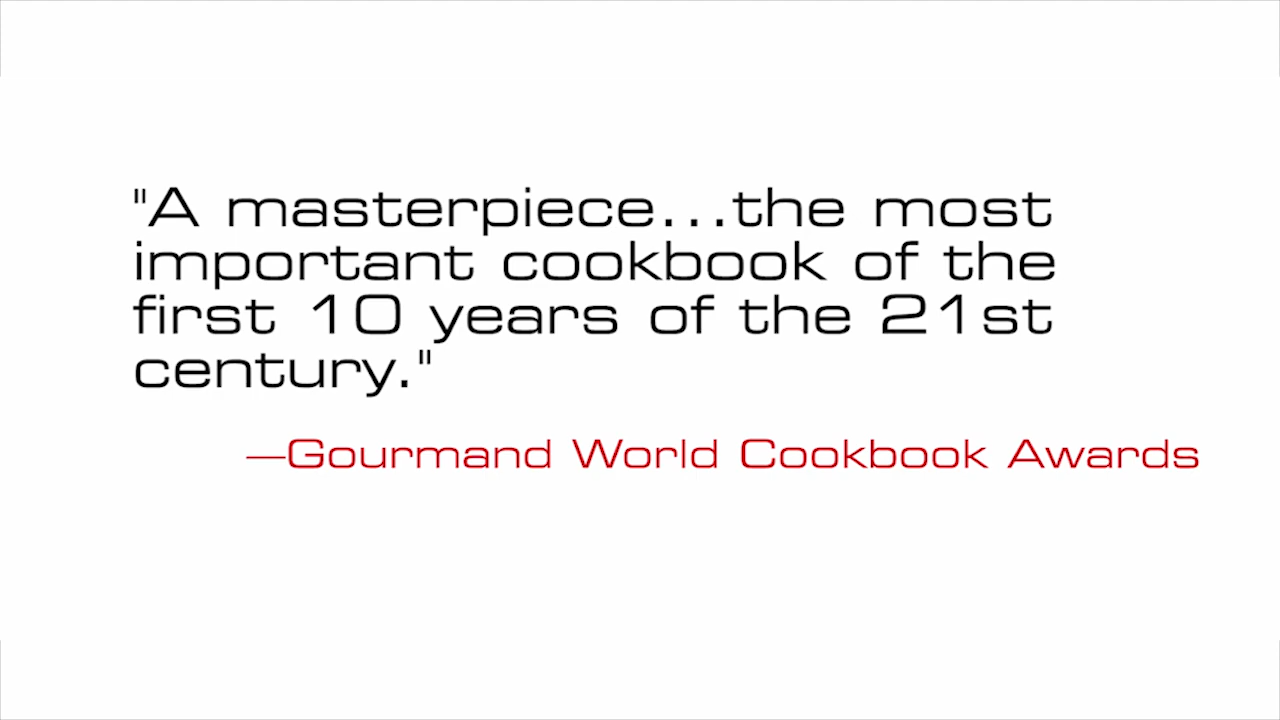 "A masterpiece...the most
important cookbook of the
first 10 years of the 21st
century."
—Gourmand World Cookbook Awards